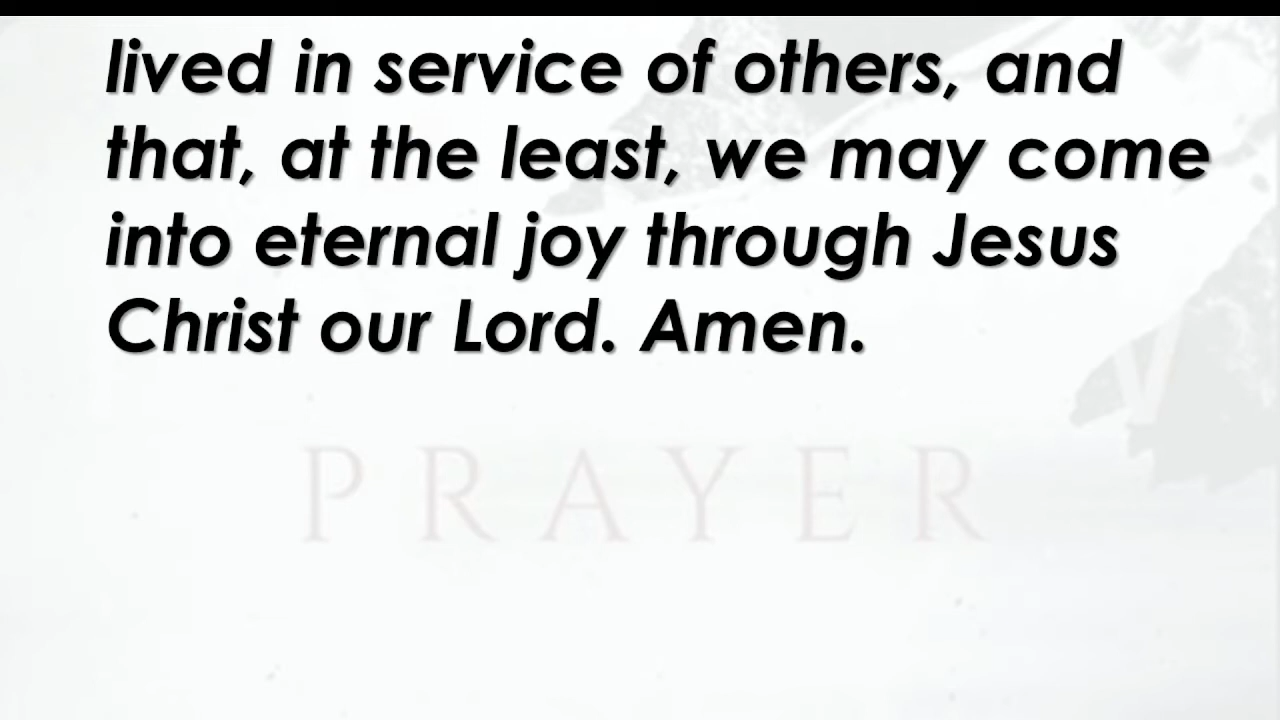 lived in service of others, and
that, at the least, we may come
into eternal joy through Jesus
Christ our Lord. Amen.
PRAYER